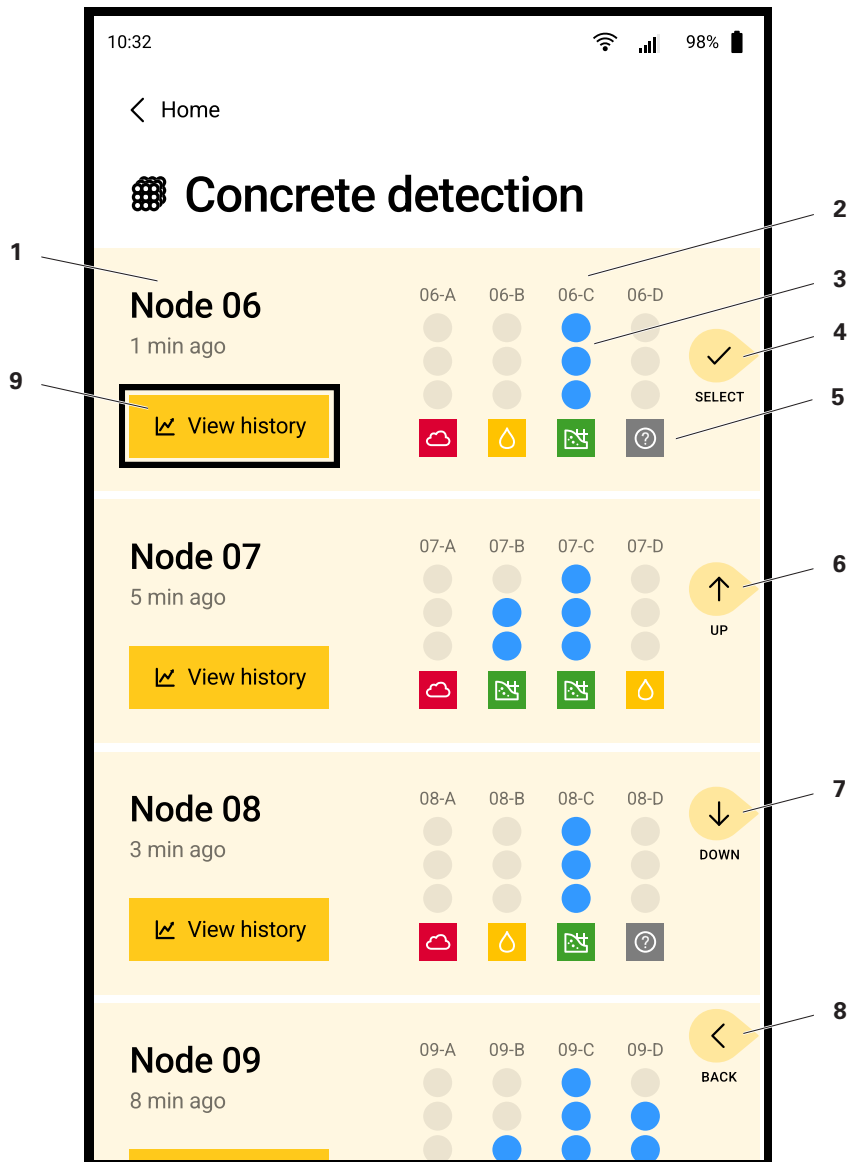 10:32 98%
Home
Concrete detection
2
1
06-A 06-B 06-C 06-D
3
Node 06
1 min ago
4
9
SELECT
5
View history
07-A 07-B 07-C 07-D
Node 07
6
5 min ago
UP
View history
7
08-A 08-B 08-C 08-D
Node 08
3 min ago
DOWN
View history
8
09-A 09-B 09-C 09-D
Node 09
BACK
8 min ago